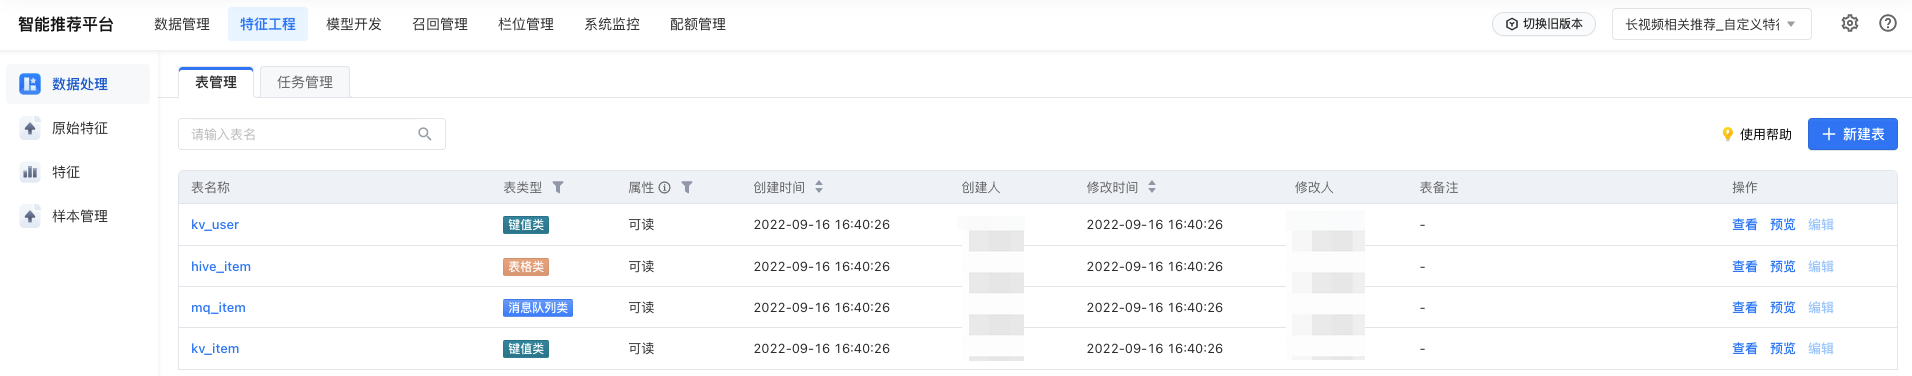 智能推荐平台 数据管理 特征工程 模型开发 召回管理 栏位管理 系统监控 配额管理 切换旧版本 长视频相关推荐_自定义特
数据处理
原始特征
特征
样本管理
表管理 任务管理
请输入表名 使用帮助 新建表
表名称 表类型 属性 创建时间 创建人 修改时间 修改人 表备注 操作
kv_user 键值类 可读 2022-09-16 16:40:26 2022-09-16 16:40:26 - 查看 预览 编辑
hive_item 表格类 可读 2022-09-16 16:40:26 2022-09-16 16:40:26 - 查看 预览 编辑
mq_item 消息队列类 可读 2022-09-16 16:40:26 2022-09-16 16:40:26 - 查看 预览 编辑
kv_item 键值类 可读 2022-09-16 16:40:26 2022-09-16 16:40:26 - 查看 预览 编辑